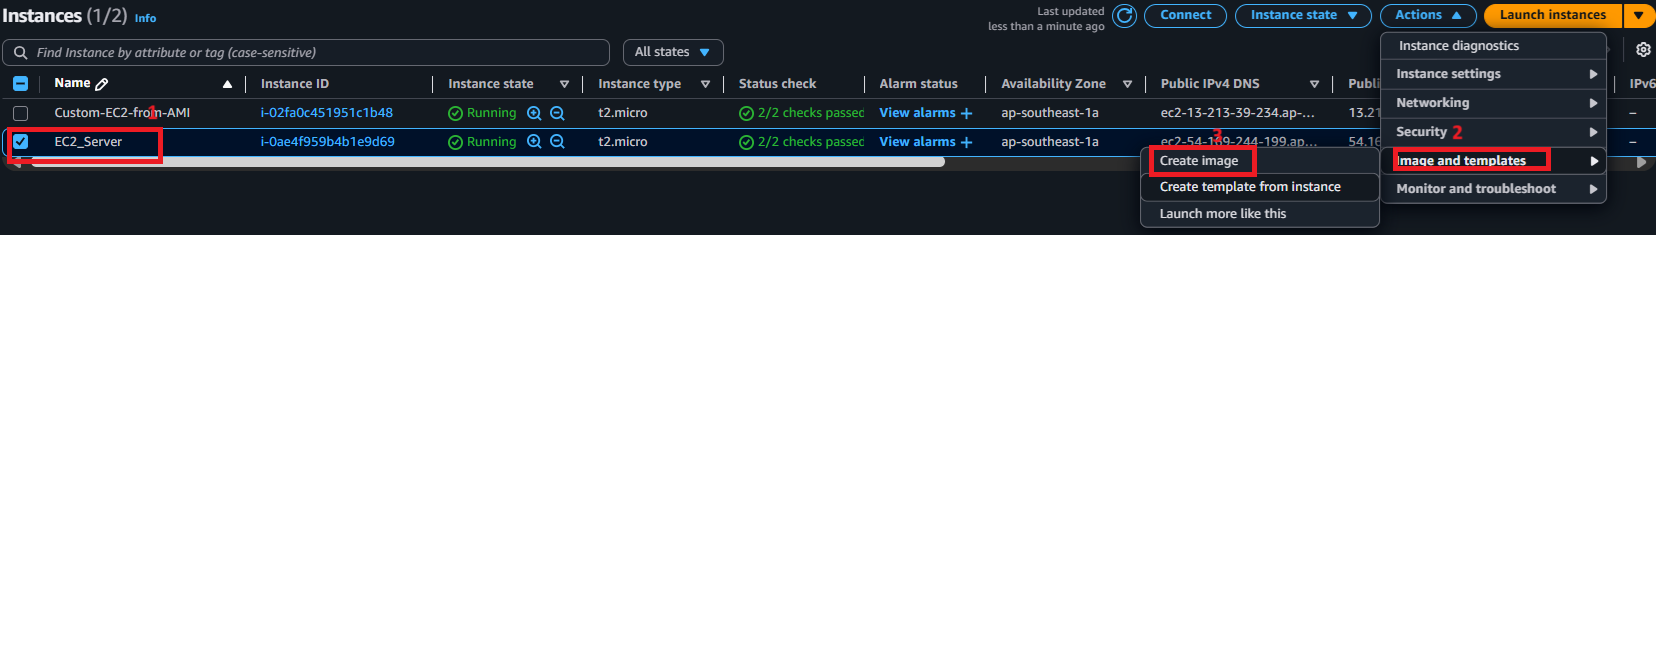 Instances (1/2) Info
Last updated
less than a minute ago
Connect
Instance state
Actions
Launch instances
Find Instance by attribute or tag (case-sensitive)
All states
Instance diagnostics
Instance settings
Networking
Security 2
Image and templates
Monitor and troubleshoot
Name Instance ID Instance state Instance type Status check Alarm status Availability Zone Public IPv4 DNS Publi IPv6
1
Custom-EC2-from-AMI i-02fa0c451951c1b48 Running t2.micro 2/2 checks passed View alarms + ap-southeast-1a ec2-13-213-39-234.ap-... 13.21 –
3
EC2_Server i-0ae4f959b4b1e9d69 Running t2.micro 2/2 checks passed View alarms + ap-southeast-1a ec2-54-169-244-199.ap... 54.16 –
Create image
Create template from instance
Launch more like this